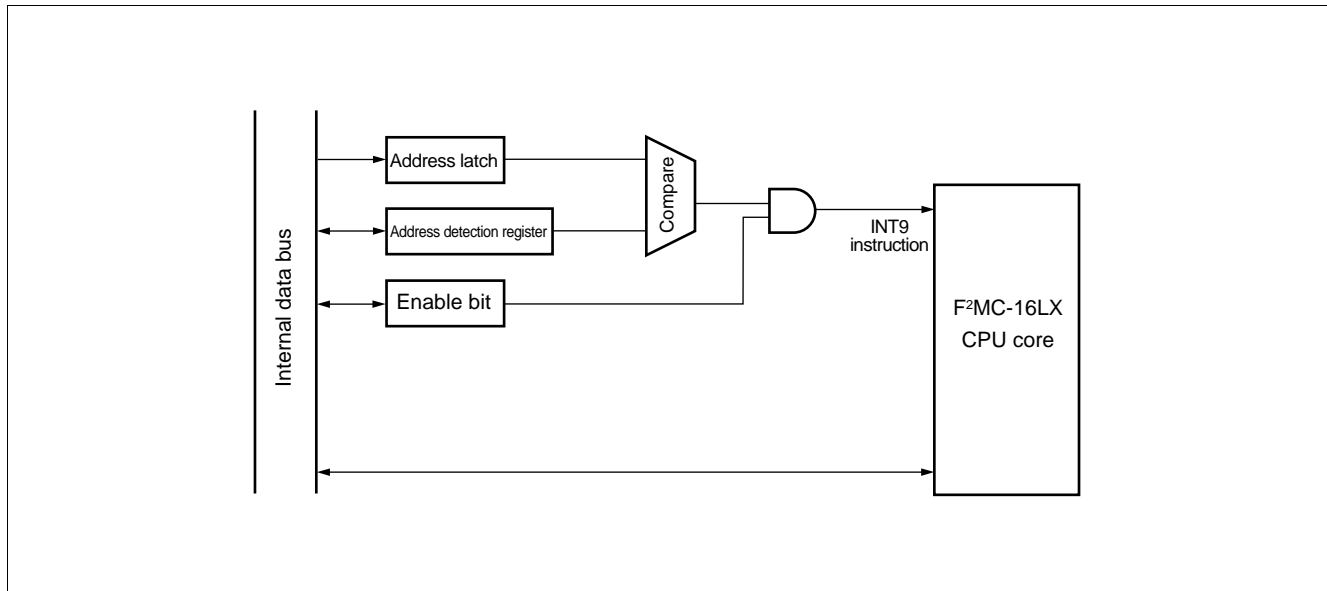 Internal data bus
Address latch
Address detection register
Enable bit
Compare
INT9
instruction
F²MC-16LX
CPU core